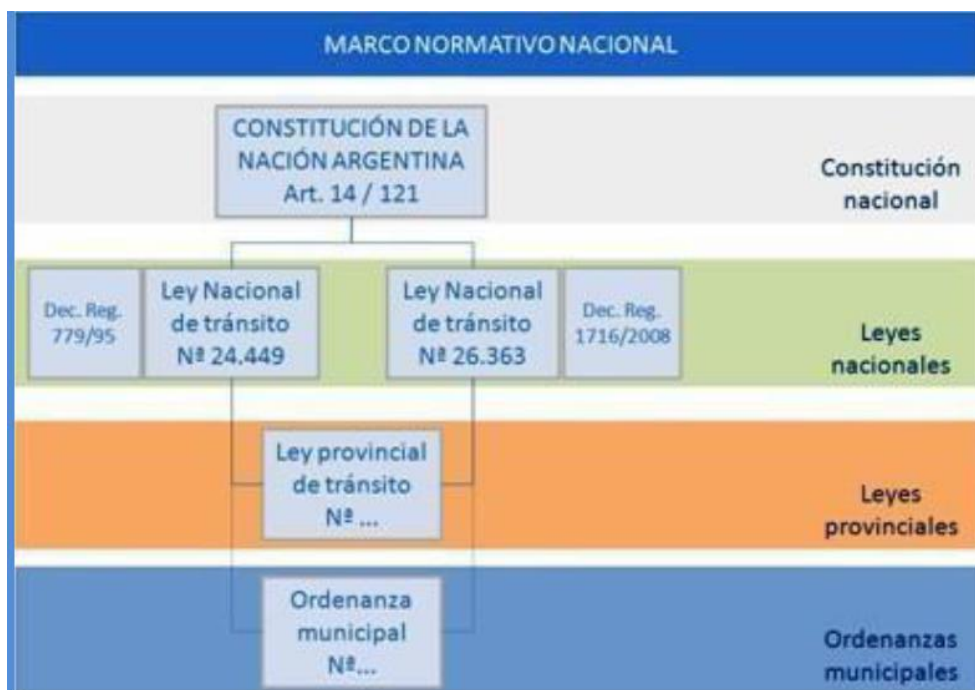 MARCO NORMATIVO NACIONAL
CONSTITUCIÓN DE LA
NACIÓN ARGENTINA
Art. 14 / 121
Constitución
nacional
Dec. Reg.
779/95
Ley Nacional
de tránsito
Nª 24.449
Ley Nacional
de tránsito
Nª 26.363
Dec. Reg.
1716/2008
Leyes
nacionales
Ley provincial
de tránsito
Nª ...
Leyes
provinciales
Ordenanza
municipal
Nª...
Ordenanzas
municipales